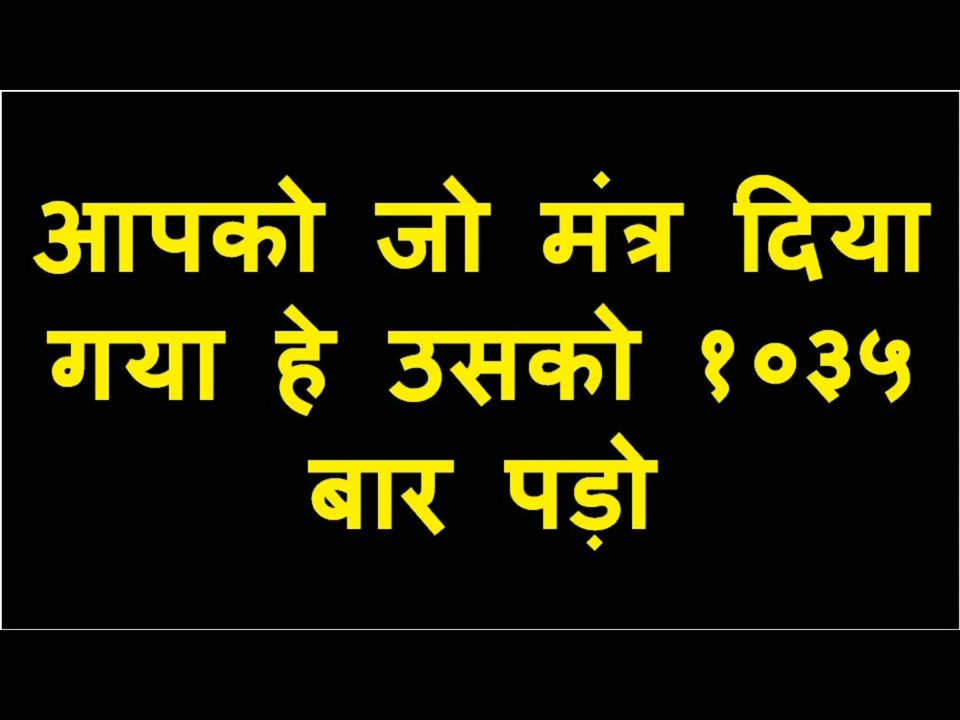 आपको जो मंत्र दिया
गया हे उसको १०३५
बार पड़ो